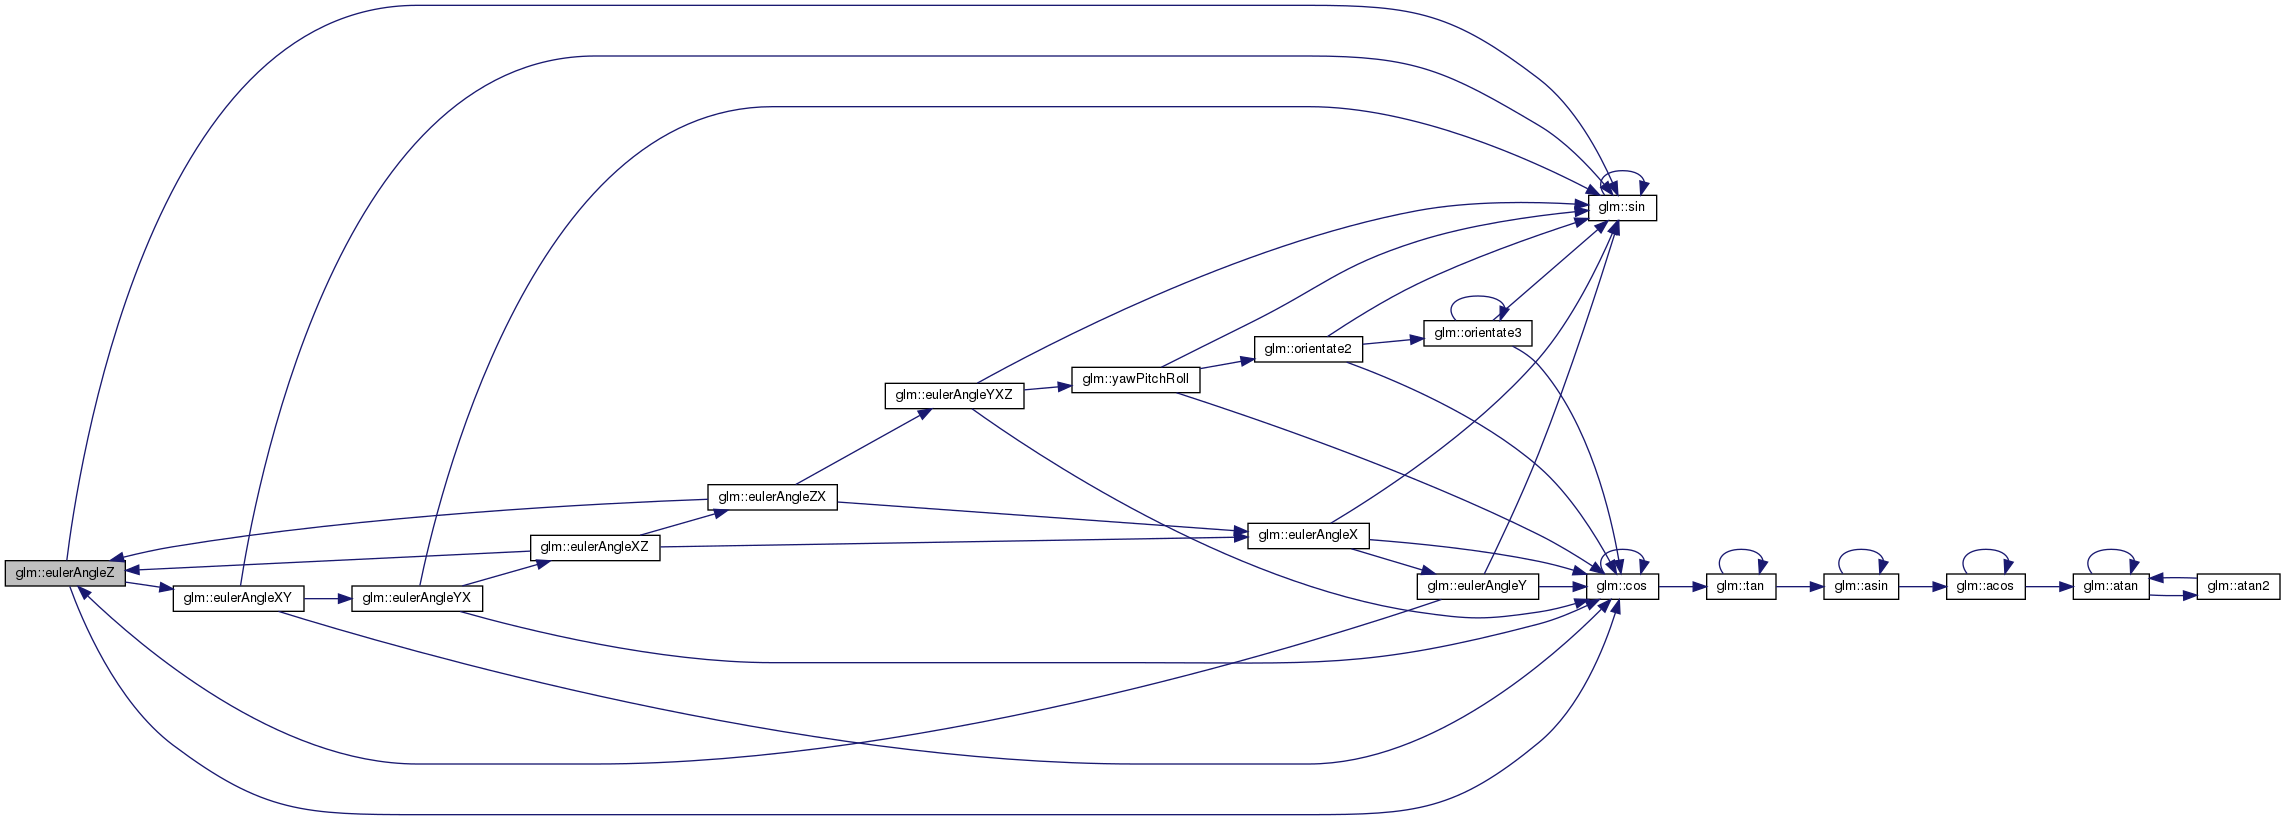 glm::sin
glm::orientate3
glm::orientate2
glm::yawPitchRoll
glm::eulerAngleYXZ
glm::eulerAngleZX
glm::eulerAngleX
glm::eulerAngleXZ
glm::eulerAngleZ
glm::eulerAngleY
glm::cos
glm::tan
glm::asin
glm::acos
glm::atan
glm::atan2
glm::eulerAngleXY
glm::eulerAngleYX